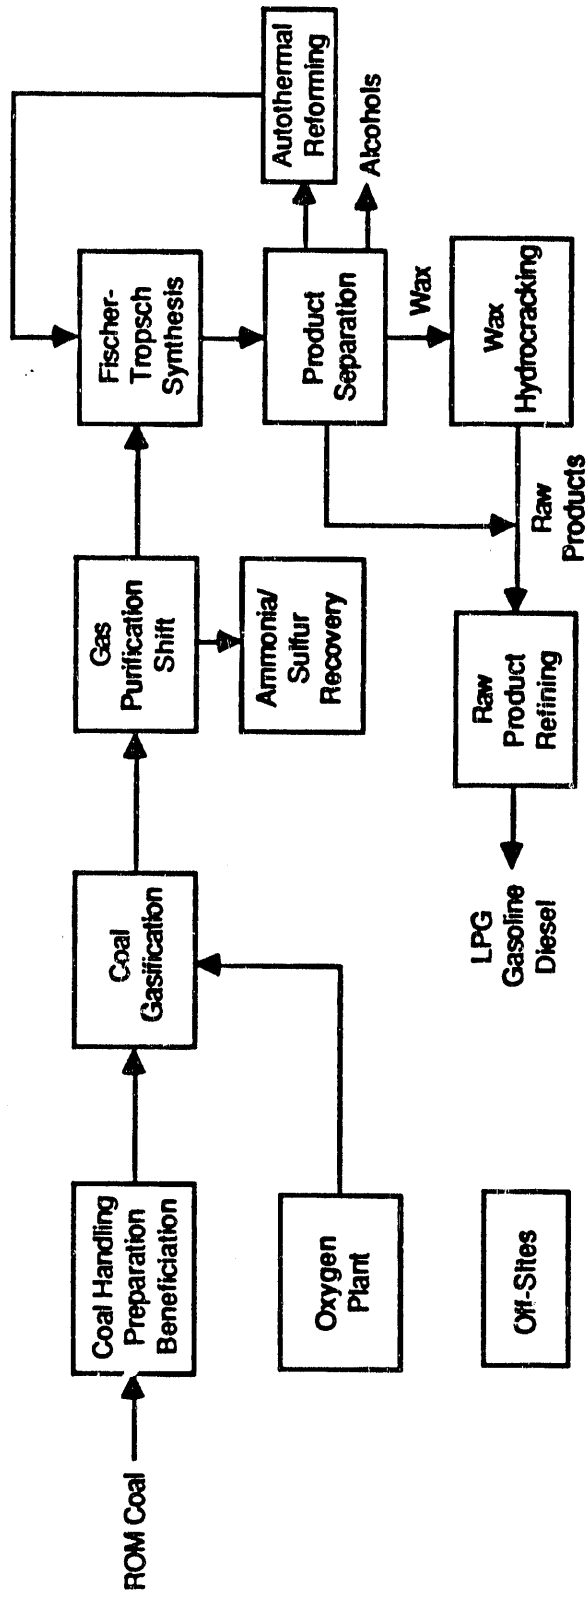 ROM Coal
Coal Handling
Preparation
Beneficiation
Coal
Gasification
Gas
Purification
Shift
Fischer-
Tropsch
Synthesis
Oxygen
Plant
Ammonia/
Sulfur
Recovery
Product
Separation
Autothermal
Reforming
Alcohols
Wax
Wax
Hydrocracking
Raw
Products
Raw
Product
Refining
LPG
Gasoline
Diesel
Off-Sites